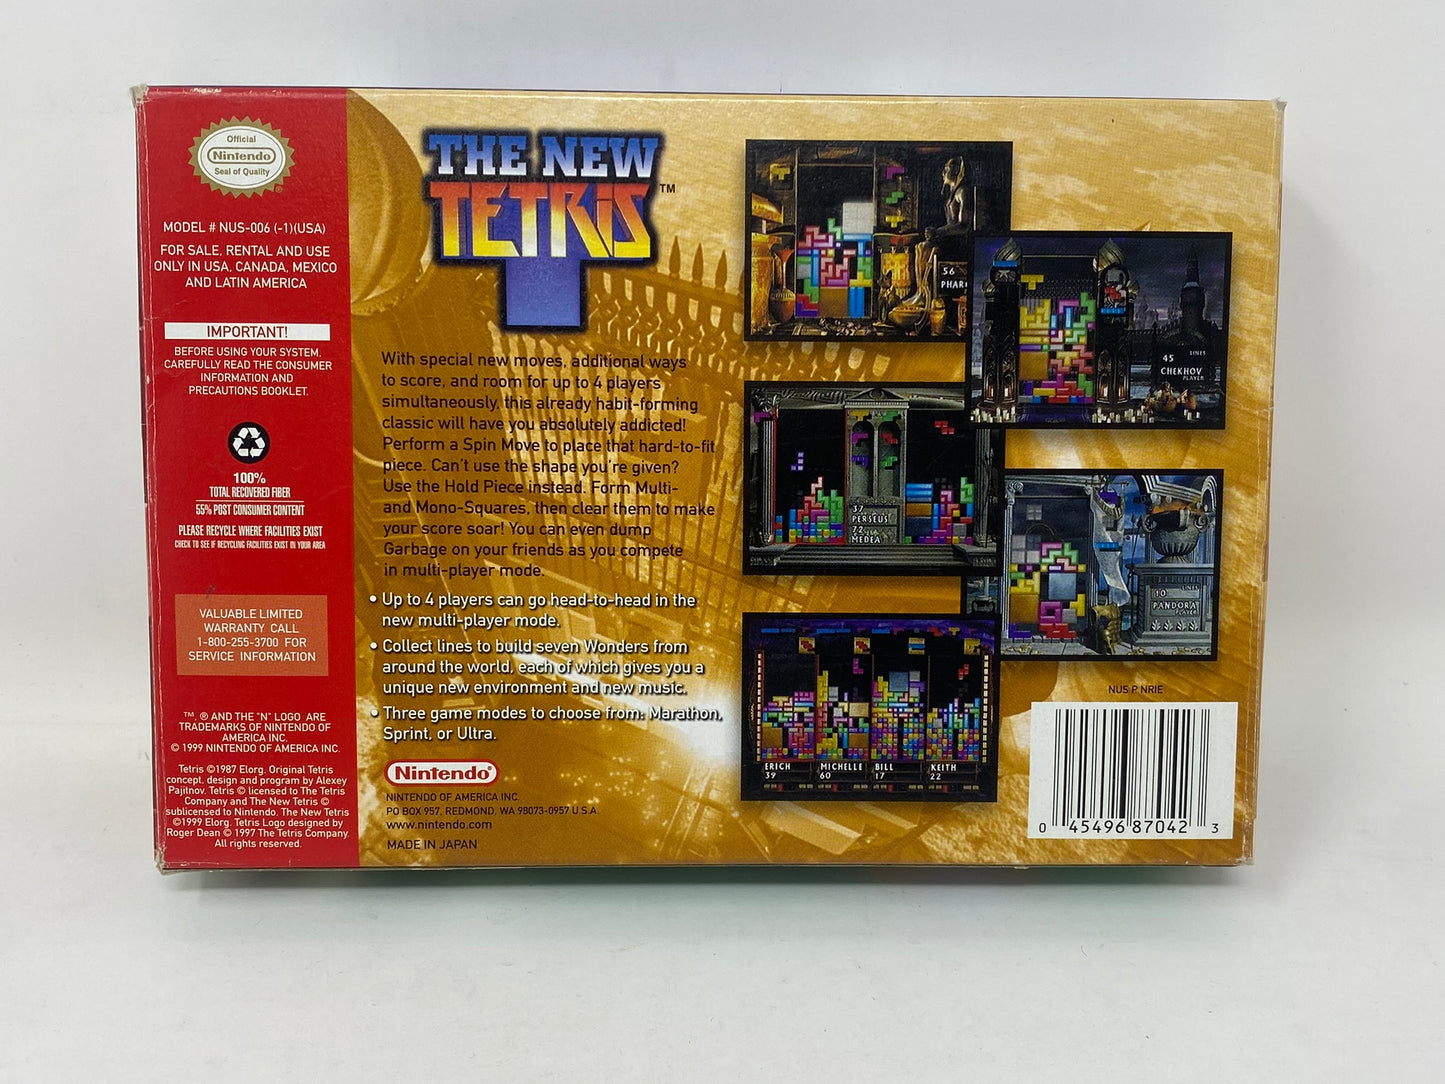 Official
Nintendo
Seal of Quality
MODEL # NUS-006 (-1)(USA)
FOR SALE, RENTAL AND USE
ONLY IN USA, CANADA, MEXICO
AND LATIN AMERICA
IMPORTANT!
BEFORE USING YOUR SYSTEM.
CAREFULLY READ THE CONSUMER
INFORMATION AND
PRECAUTIONS BOOKLET.
100%
TOTAL RECOVERED FIBER
55% POST CONSUMER CONTENT
PLEASE RECYCLE WHERE FACILITIES EXIST
CHECK TO SEE IF RECYCLING FACILITIES EXIST IN YOUR AREA
VALUABLE LIMITED
WARRANTY CALL
1-800-255-3700 FOR
SERVICE INFORMATION
™, ® AND THE "N" LOGO ARE
TRADEMARKS OF NINTENDO OF
AMERICA INC.
© 1999 NINTENDO OF AMERICA INC.
Tetris ©1987 Elorg. Original Tetris
concept, design and program by Alexey
Pajitnov. Tetris © licensed to The Tetris
Company and The New Tetris ©
sublicensed to Nintendo. The New Tetris
©1999 Elorg. Tetris Logo designed by
Roger Dean © 1997 The Tetris Company.
All rights reserved.
THE NEW
TETRIS™
With special new moves, additional ways
to score, and room for up to 4 players
simultaneously, this already habit-forming
classic will have you absolutely addicted!
Perform a Spin Move to place that hard-to-fit
piece. Can't use the shape you're given?
Use the Hold Piece instead. Form Multi-
and Mono-Squares, then clear them to make
your score soar! You can even dump
Garbage on your friends as you compete
in multi-player mode.
• Up to 4 players can go head-to-head in the
new multi-player mode.
• Collect lines to build seven Wonders from
around the world, each of which gives you a
unique new environment and new music.
• Three game modes to choose from: Marathon,
Sprint, or Ultra.
Nintendo
NINTENDO OF AMERICA INC.
PO BOX 957, REDMOND, WA 98073-0957 U.S.A.
www.nintendo.com
MADE IN JAPAN
56
PHAR
45 LINES
CHEKHOV
PLAYER
37
PERSEUS
72
MEDEA
10 LINES
PANDORA
PLAYER
ERICH
39
MICHELLE
60
BILL
17
KEITH
22
NUS P NRIE
0 45496 87042 3